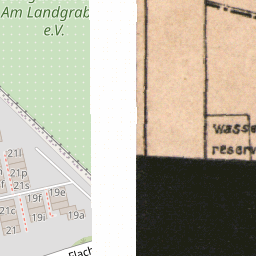 Am Landgrab
e.V.
21l
21p
21s
19f
19e
21c
19i
19a
21
Flach
Wasse
reserv